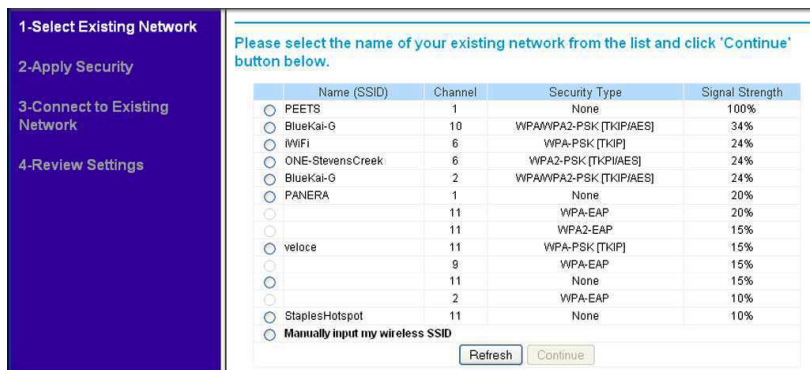 1-Select Existing Network
2-Apply Security
3-Connect to Existing
Network
4-Review Settings
Please select the name of your existing network from the list and click 'Continue'
button below.
Name (SSID) Channel Security Type Signal Strength
PEETS 1 None 100%
BlueKai-G 10 WPA/WPA2-PSK [TKIP/AES] 34%
iWiFi 6 WPA-PSK [TKIP] 24%
ONE-StevensCreek 6 WPA2-PSK [TKPI/AES] 24%
BlueKai-G 2 WPA/WPA2-PSK [TKIP/AES] 24%
PANERA 1 None 20%
11 WPA-EAP 20%
11 WPA2-EAP 15%
veloce 11 WPA-PSK [TKIP] 15%
9 WPA-EAP 15%
11 None 15%
2 WPA-EAP 10%
StaplesHotspot 11 None 10%
Manually input my wireless SSID
Refresh Continue